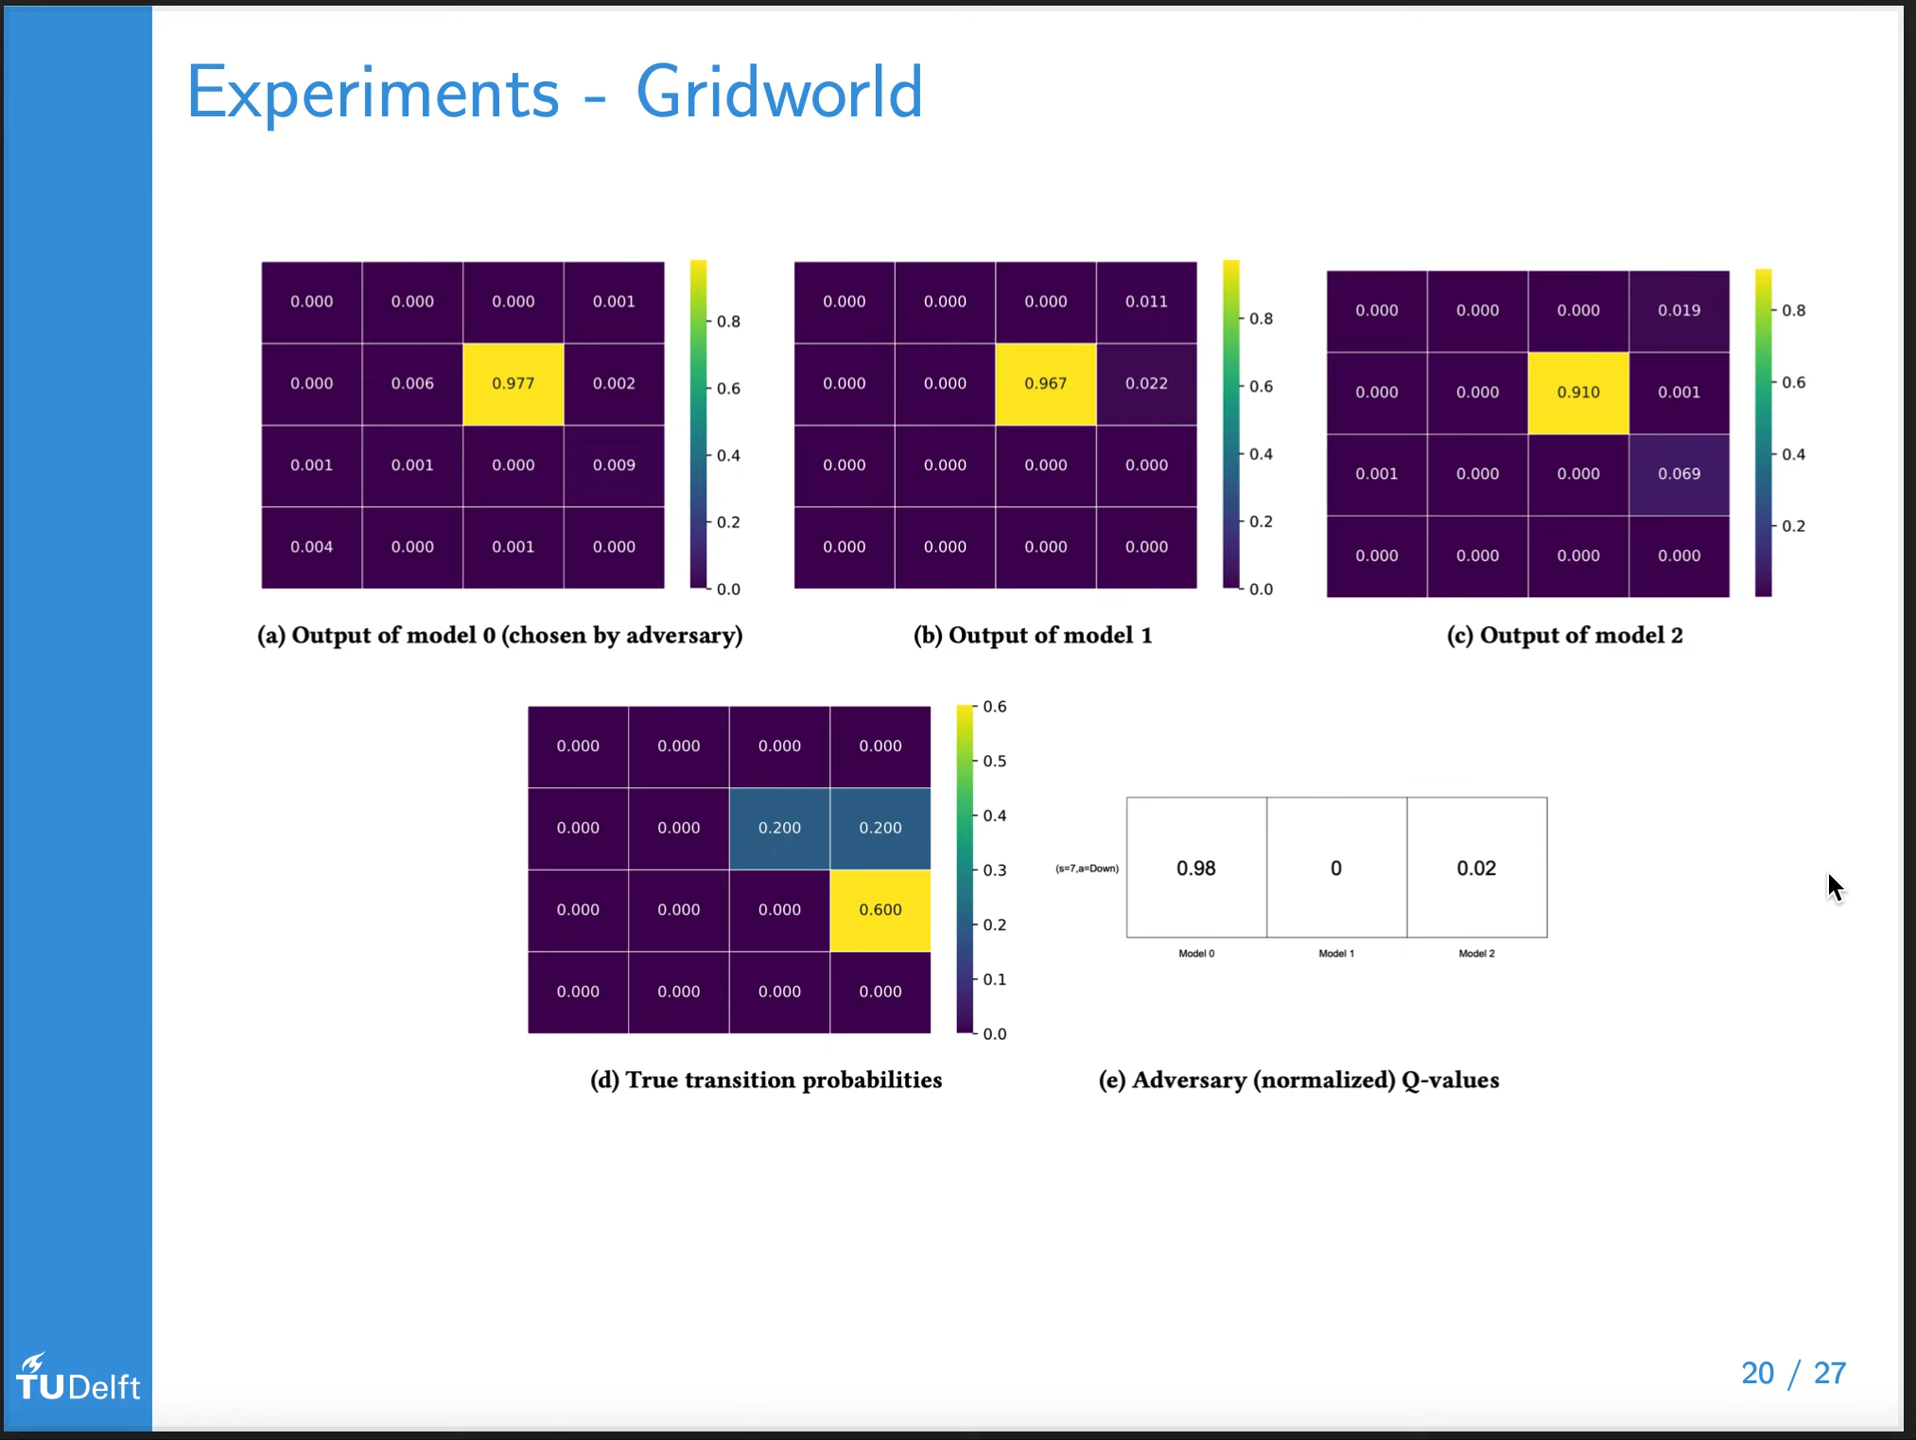 Experiments - Gridworld
0.000 0.000 0.000 0.001
0.000 0.006 0.977 0.002
0.001 0.001 0.000 0.009
0.004 0.000 0.001 0.000
0.8
0.6
0.4
0.2
0.0
(a) Output of model 0 (chosen by adversary)
0.000 0.000 0.000 0.011
0.000 0.000 0.967 0.022
0.000 0.000 0.000 0.000
0.000 0.000 0.000 0.000
0.8
0.6
0.4
0.2
0.0
(b) Output of model 1
0.000 0.000 0.000 0.019
0.000 0.000 0.910 0.001
0.001 0.000 0.000 0.069
0.000 0.000 0.000 0.000
0.8
0.6
0.4
0.2
(c) Output of model 2
0.000 0.000 0.000 0.000
0.000 0.000 0.200 0.200
0.000 0.000 0.000 0.600
0.000 0.000 0.000 0.000
0.6
0.5
0.4
0.3
0.2
0.1
0.0
(d) True transition probabilities
(s=7,a=Down) 0.98 0 0.02
Model 0 Model 1 Model 2
(e) Adversary (normalized) Q-values
TUDelft
20 / 27